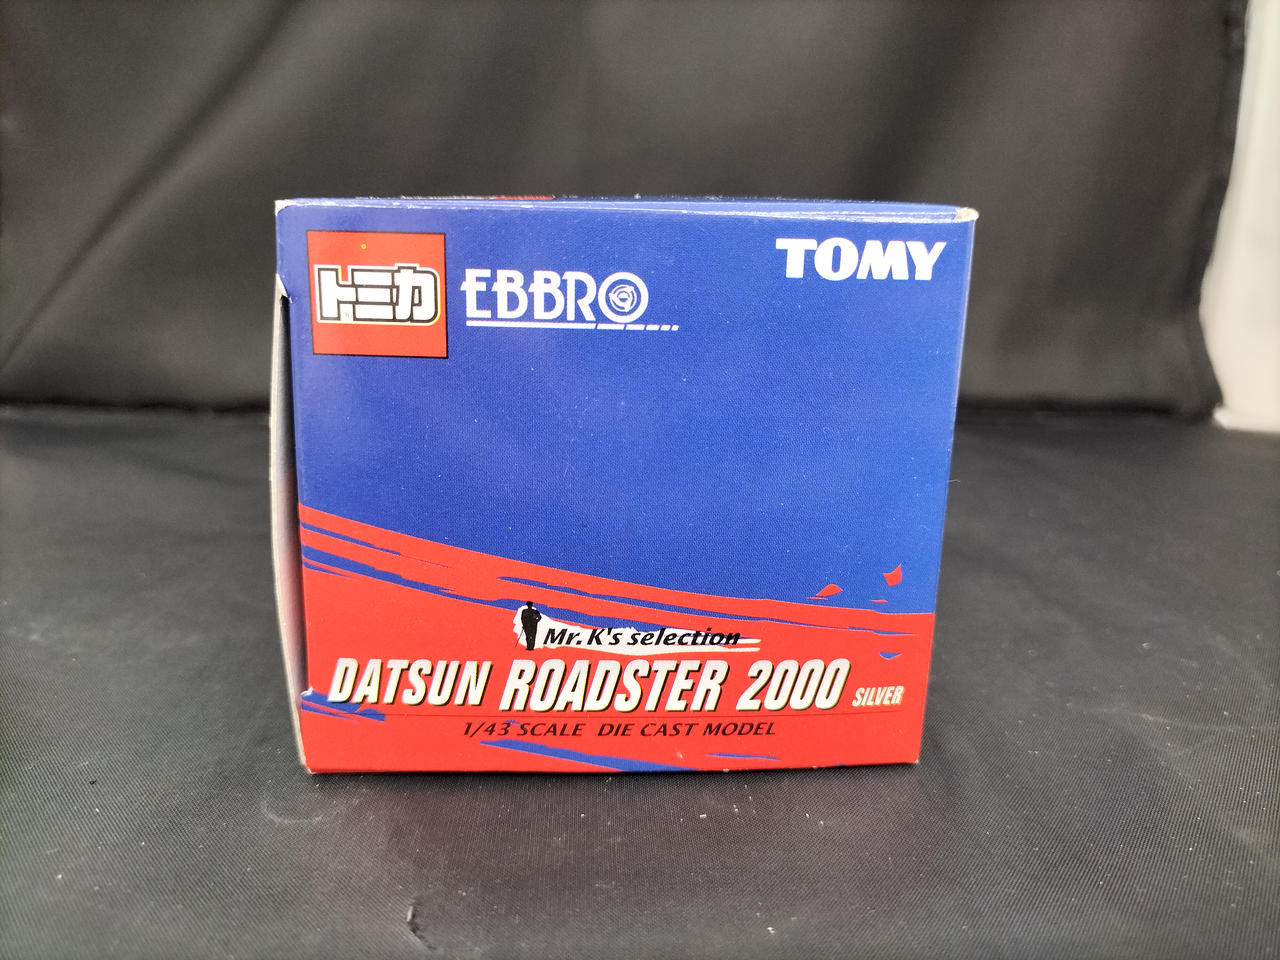 トミカ
EBBRO
TOMY
Mr. K's selection
DATSUN ROADSTER 2000 SILVER
1/43 SCALE DIE CAST MODEL